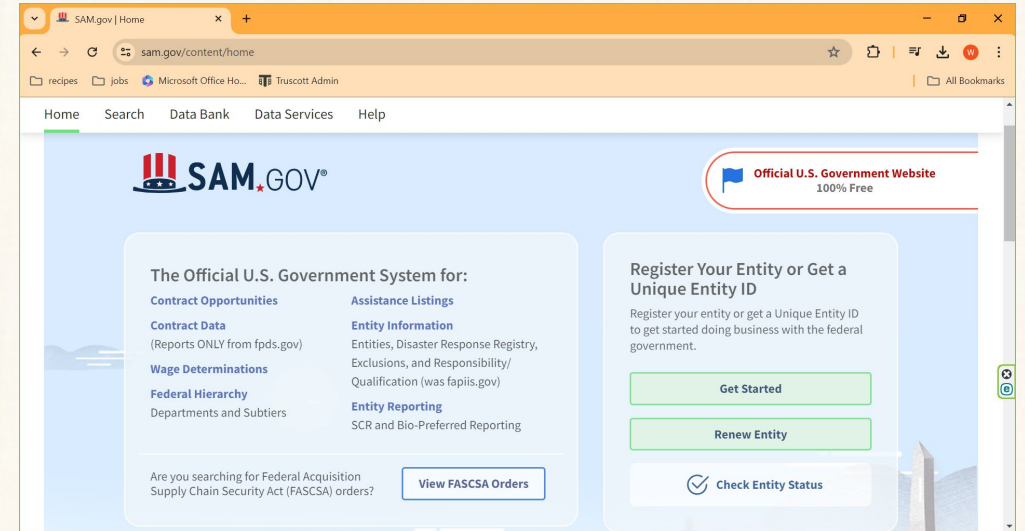 SAM.gov | Home
sam.gov/content/home
W
recipes jobs Microsoft Office Ho... Truscott Admin All Bookmarks
Home Search Data Bank Data Services Help
SAM.GOV®
Official U.S. Government Website
100% Free
The Official U.S. Government System for:
Contract Opportunities
Contract Data
(Reports ONLY from fpds.gov)
Wage Determinations
Federal Hierarchy
Departments and Subtiers
Assistance Listings
Entity Information
Entities, Disaster Response Registry,
Exclusions, and Responsibility/
Qualification (was fapiis.gov)
Entity Reporting
SCR and Bio-Preferred Reporting
Are you searching for Federal Acquisition
Supply Chain Security Act (FASCSA) orders?
View FASCSA Orders
Register Your Entity or Get a
Unique Entity ID
Register your entity or get a Unique Entity ID
to get started doing business with the federal
government.
Get Started
Renew Entity
Check Entity Status